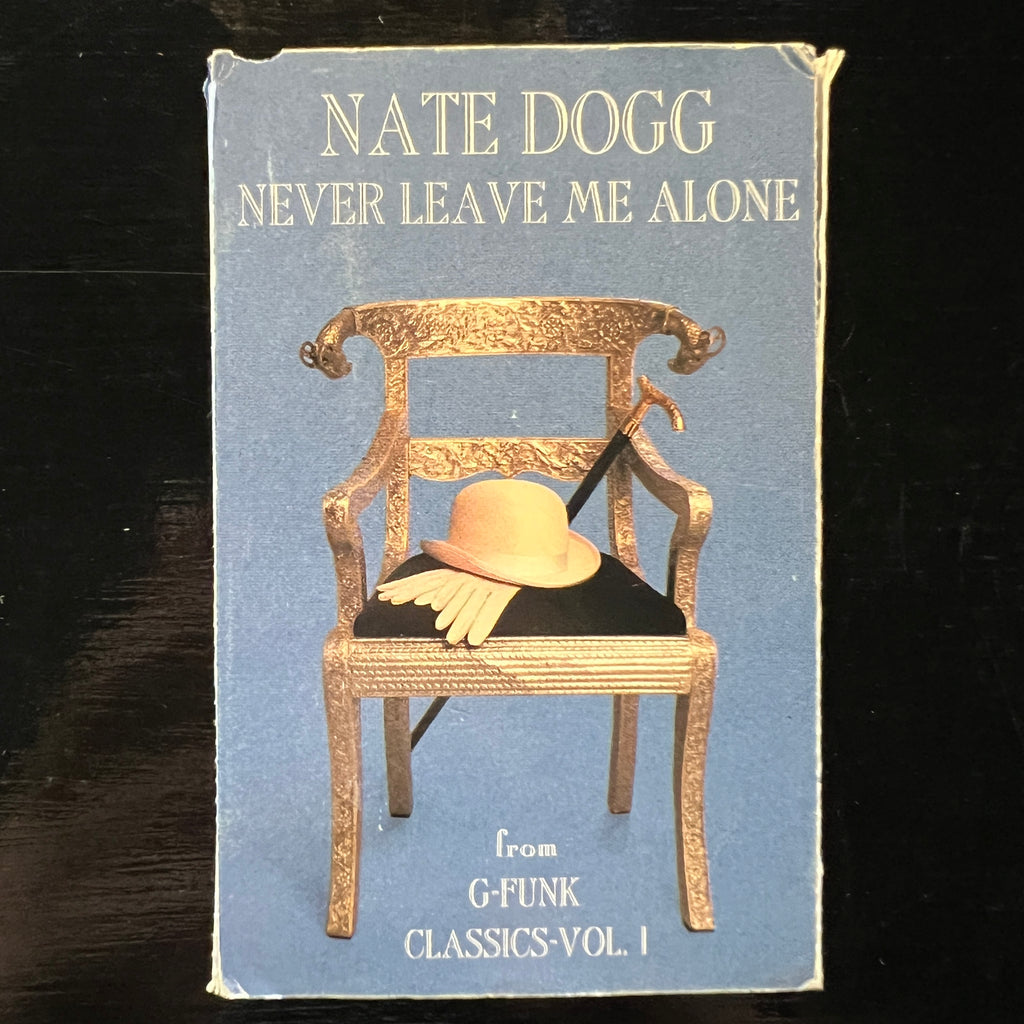 NATE DOGG
NEVER LEAVE ME ALONE
from
G-FUNK
CLASSICS-VOL. 1